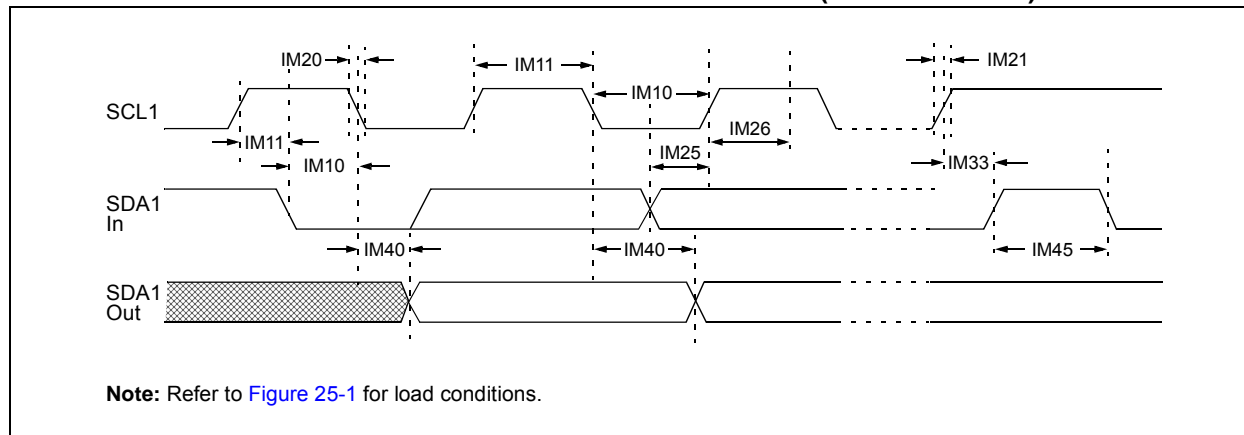 IM20
IM11
IM21
IM10
SCL1
IM11
IM26
IM10
IM25
IM33
SDA1
In
IM40
IM40
IM45
SDA1
Out
Note: Refer to Figure 25-1 for load conditions.